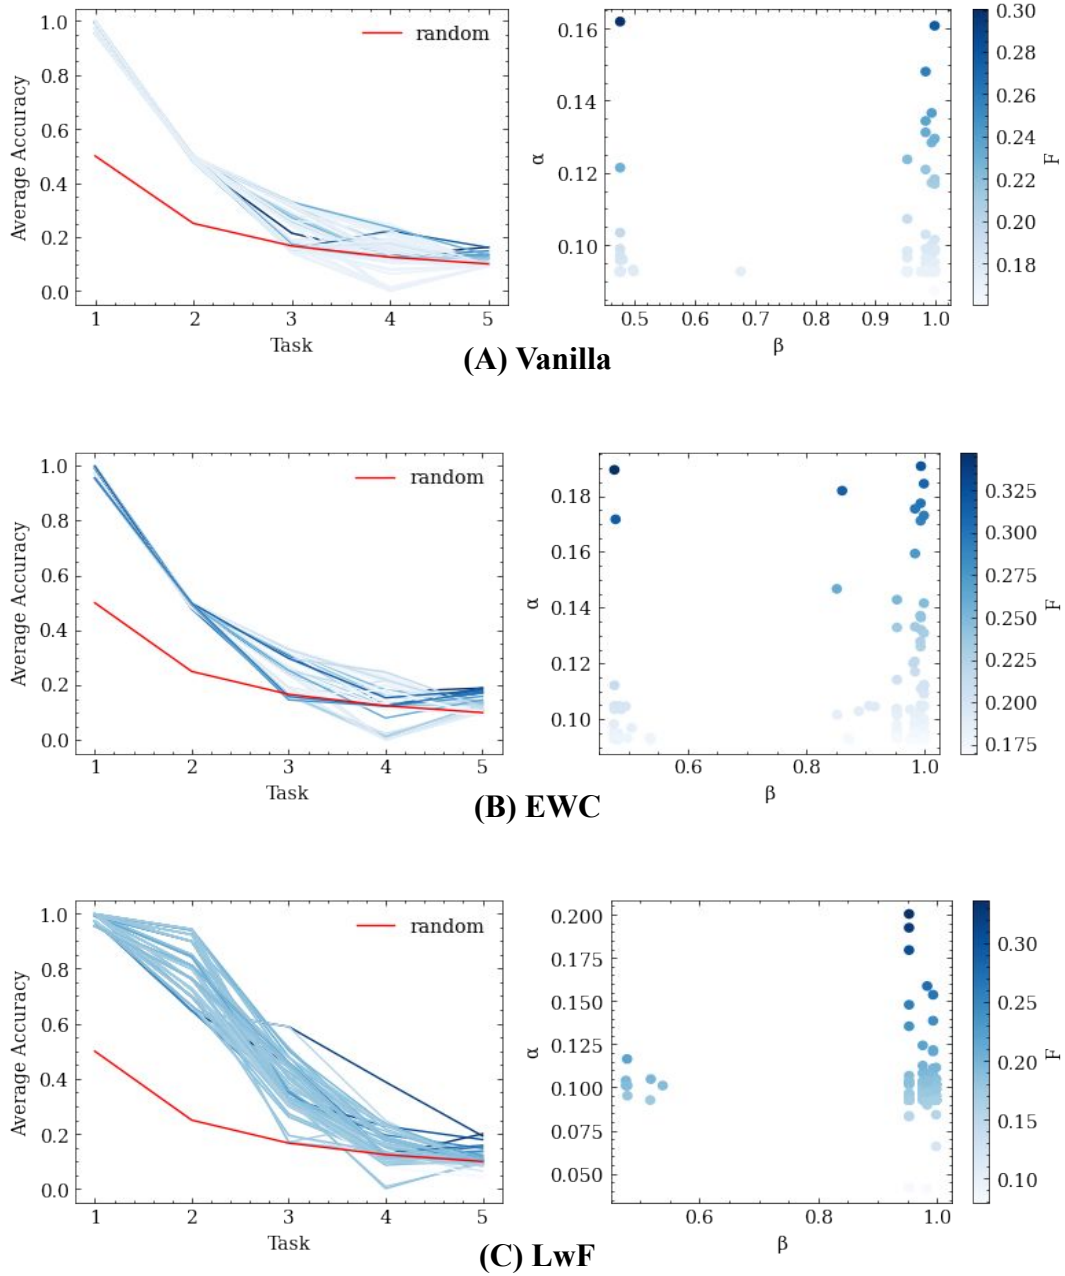 1.0
0.8
0.6
0.4
0.2
0.0
Average Accuracy
random
1 2 3 4 5
Task
0.16
0.14
0.12
0.10
α
0.5 0.6 0.7 0.8 0.9 1.0
β
0.30
0.28
0.26
0.24
0.22
0.20
0.18
F
(A) Vanilla
1.0
0.8
0.6
0.4
0.2
0.0
Average Accuracy
random
1 2 3 4 5
Task
0.18
0.16
0.14
0.12
0.10
α
0.6 0.8 1.0
β
0.325
0.300
0.275
0.250
0.225
0.200
0.175
F
(B) EWC
1.0
0.8
0.6
0.4
0.2
0.0
Average Accuracy
random
1 2 3 4 5
Task
0.200
0.175
0.150
0.125
0.100
0.075
0.050
α
0.6 0.8 1.0
β
0.30
0.25
0.20
0.15
0.10
F
(C) LwF